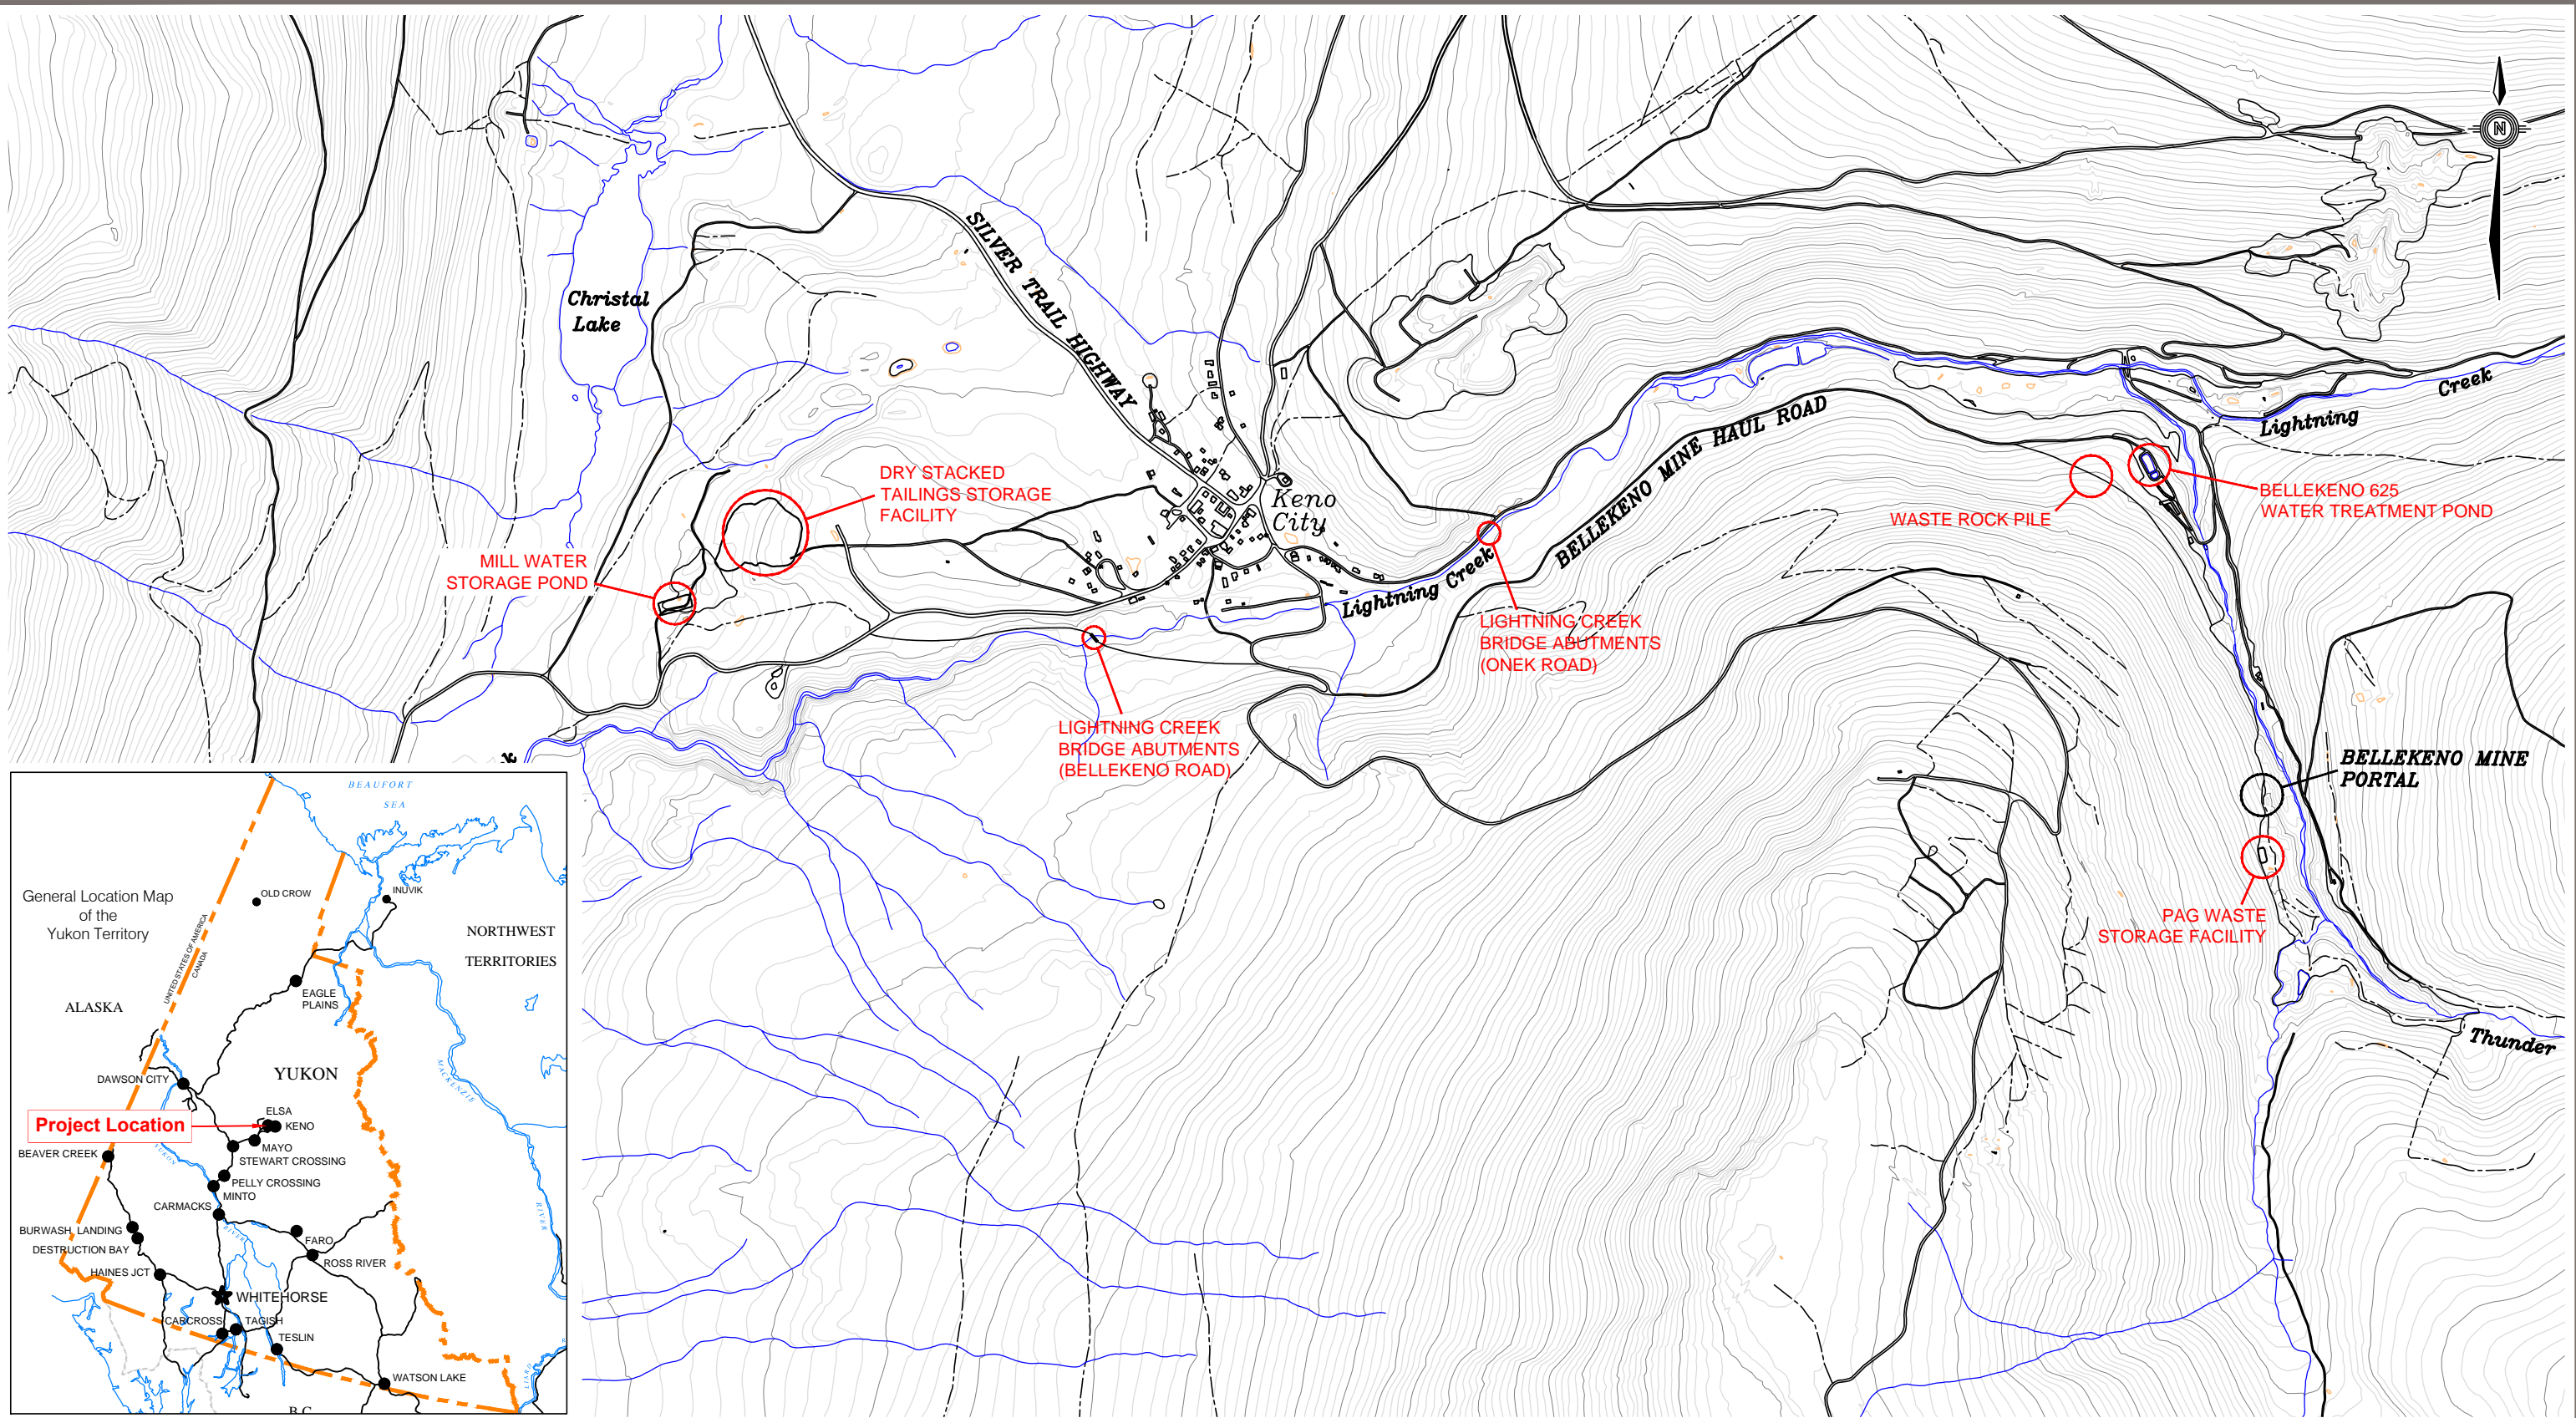 N
Christal
Lake
SILVER TRAIL HIGHWAY
Keno
City
DRY STACKED
TAILINGS STORAGE
FACILITY
MILL WATER
STORAGE POND
BELLEKENO MINE HAUL ROAD
Lightning Creek
Lightning
Creek
WASTE ROCK PILE
BELLEKENO 625
WATER TREATMENT POND
LIGHTNING CREEK
BRIDGE ABUTMENTS
(ONEK ROAD)
LIGHTNING CREEK
BRIDGE ABUTMENTS
(BELLEKENO ROAD)
BELLEKENO MINE
PORTAL
PAG WASTE
STORAGE FACILITY
Thunder
BEAUFORT
SEA
General Location Map
of the
Yukon Territory
OLD CROW
INUVIK
UNITED STATES OF AMERICA
CANADA
NORTHWEST
TERRITORIES
ALASKA
EAGLE
PLAINS
MACKENZIE
RIVER
YUKON
DAWSON CITY
ELSA
Project Location
KENO
MAYO
BEAVER CREEK
YUKON
STEWART CROSSING
PELLY CROSSING
MINTO
CARMACKS
RIVER
BURWASH LANDING
DESTRUCTION BAY
FARO
ROSS RIVER
HAINES JCT
WHITEHORSE
CARCROSS
TAGISH
TESLIN
WATSON LAKE
LIARD
B.C.